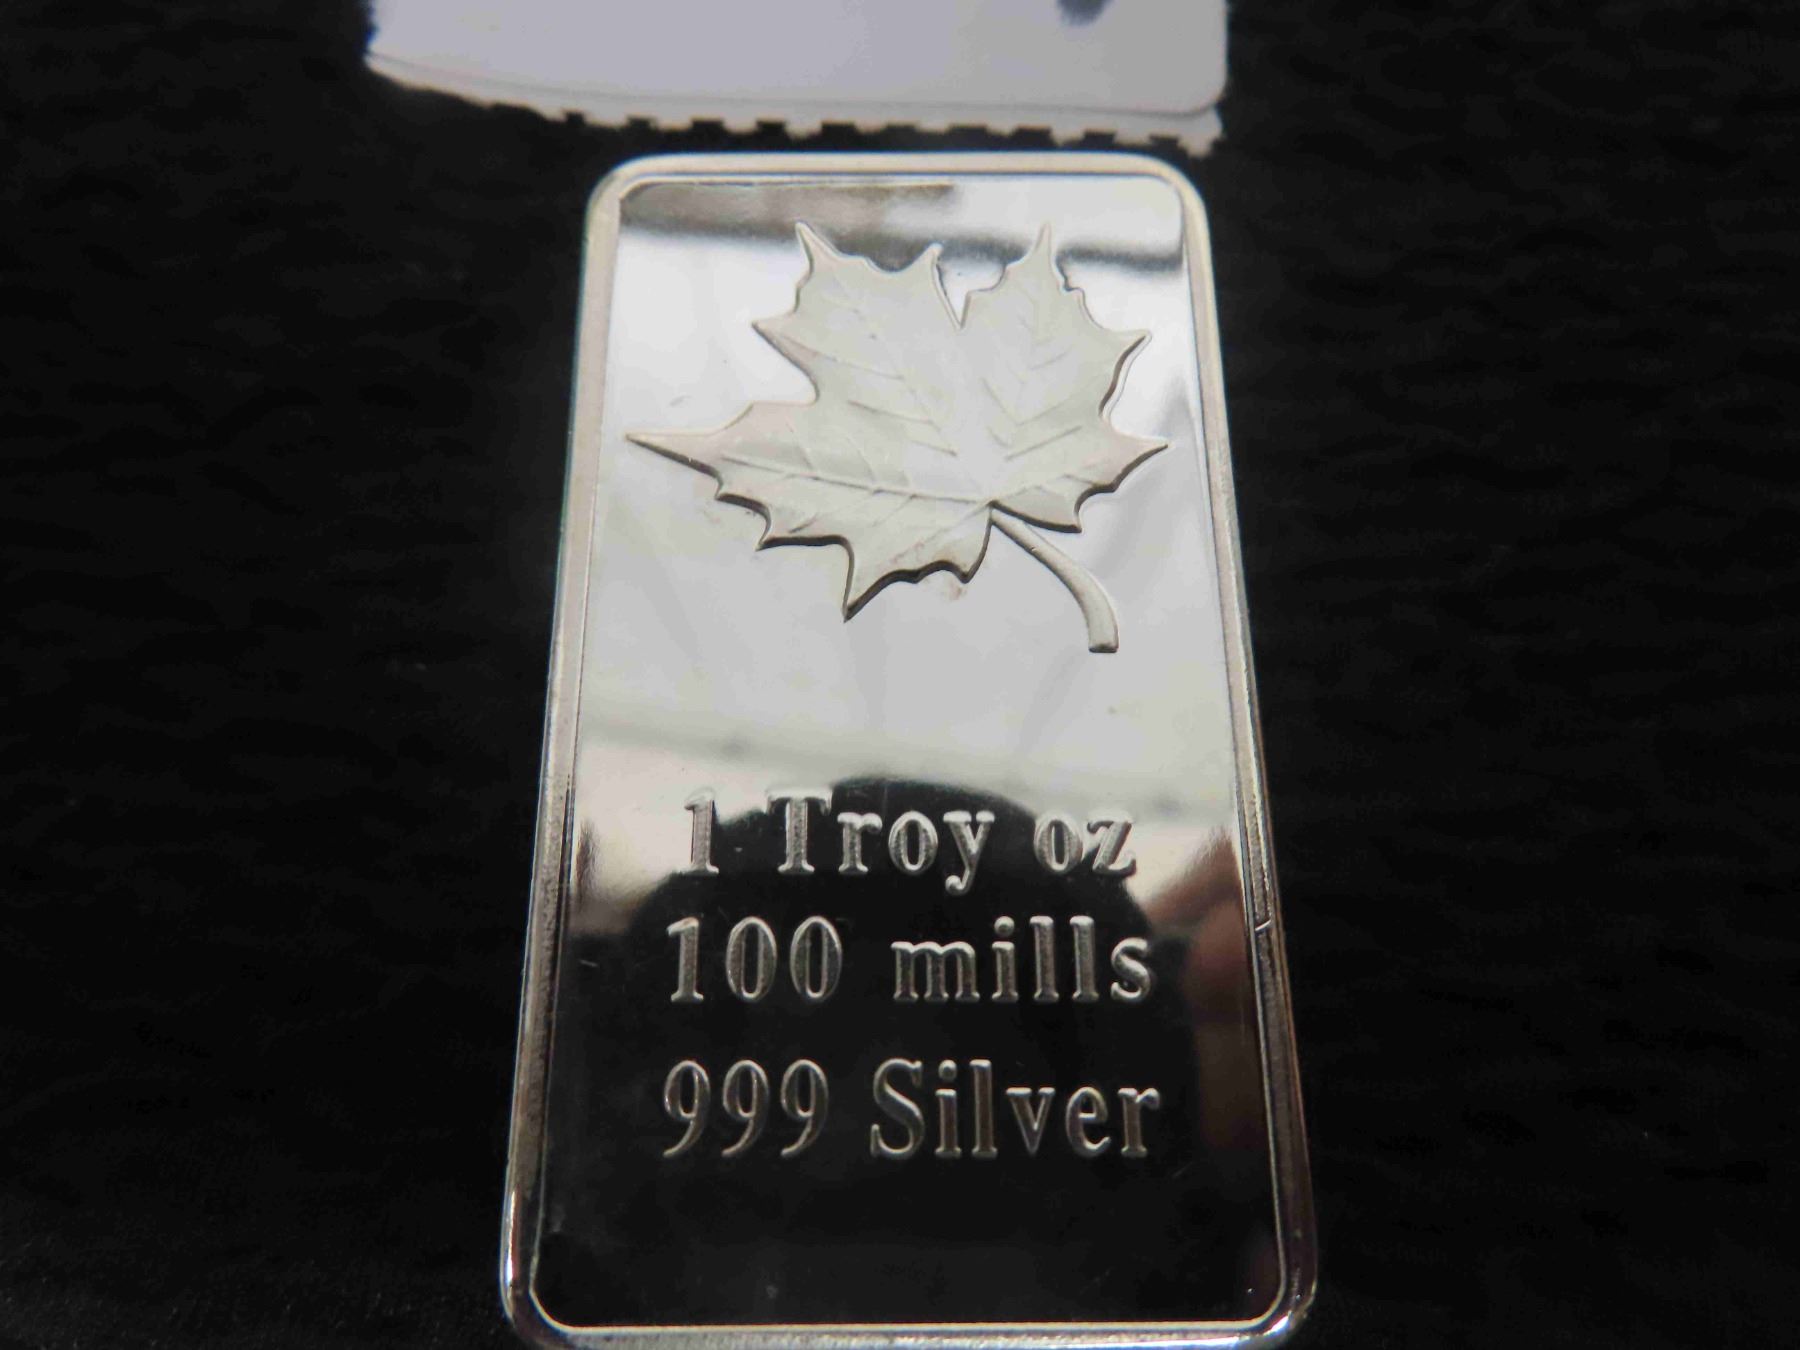 1 Troy oz
100 mills
999 Silver